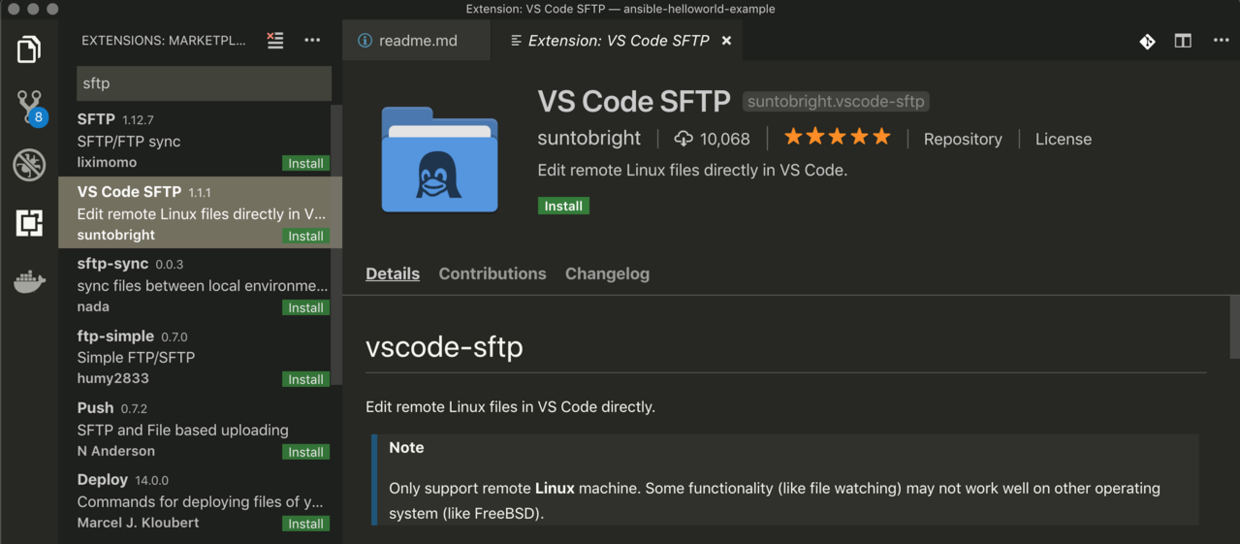 Extension: VS Code SFTP — ansible-helloworld-example
EXTENSIONS: MARKETPL...
readme.md
Extension: VS Code SFTP
sftp
8
SFTP 1.12.7
SFTP/FTP sync
liximomo Install
VS Code SFTP 1.1.1
Edit remote Linux files directly in V...
suntobright Install
sftp-sync 0.0.3
sync files between local environme...
nada Install
ftp-simple 0.7.0
Simple FTP/SFTP
humy2833 Install
Push 0.7.2
SFTP and File based uploading
N Anderson Install
Deploy 14.0.0
Commands for deploying files of y...
Marcel J. Kloubert Install
VS Code SFTP suntobright.vscode-sftp
suntobright 10,068 Repository License
Edit remote Linux files directly in VS Code.
Install
Details Contributions Changelog
vscode-sftp
Edit remote Linux files in VS Code directly.
Note
Only support remote Linux machine. Some functionality (like file watching) may not work well on other operating
system (like FreeBSD).